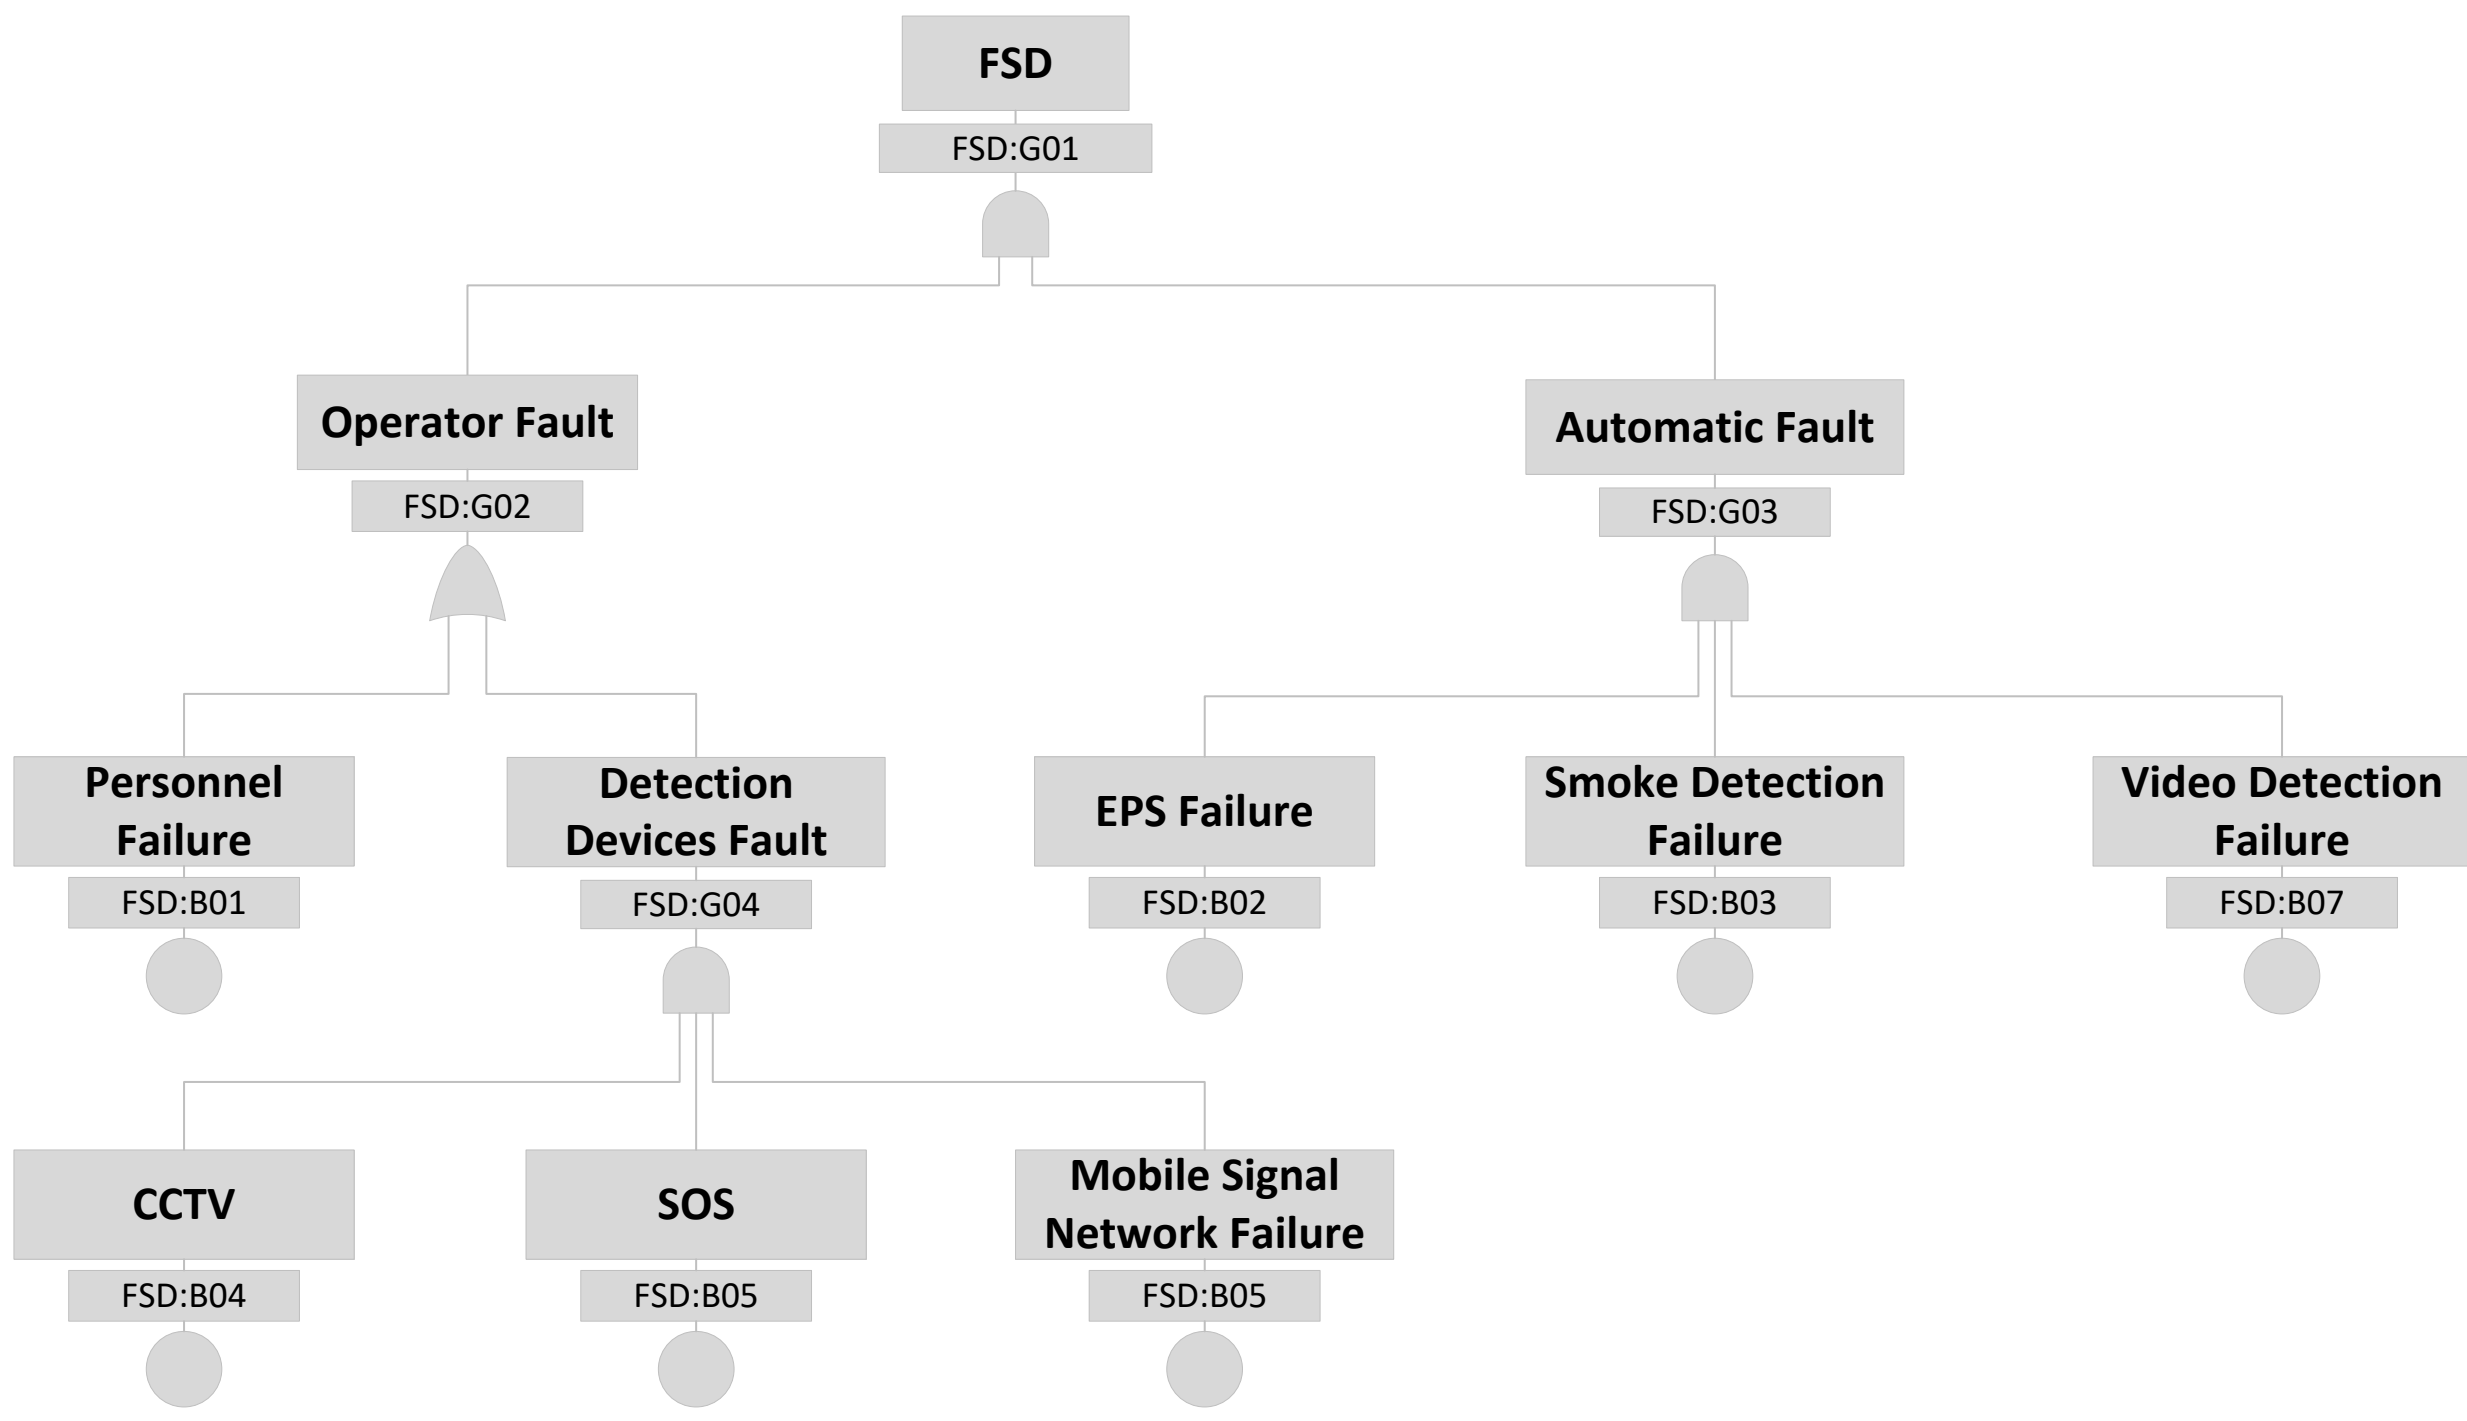 FSD
FSD:G01
Operator Fault
FSD:G02
Automatic Fault
FSD:G03
Personnel
Failure
FSD:B01
Detection
Devices Fault
FSD:G04
EPS Failure
FSD:B02
Smoke Detection
Failure
FSD:B03
Video Detection
Failure
FSD:B07
CCTV
FSD:B04
SOS
FSD:B05
Mobile Signal
Network Failure
FSD:B05